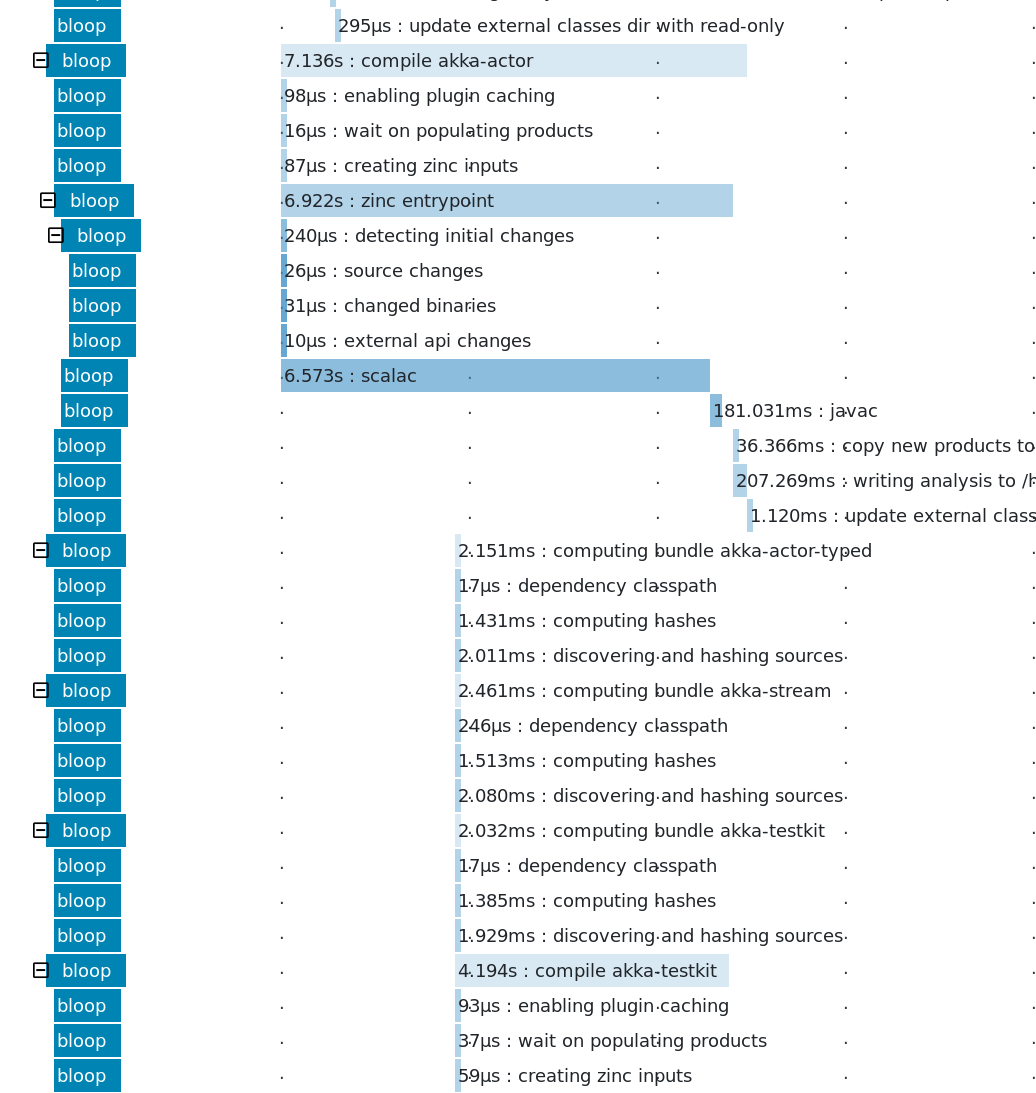 bloop 295μs : update external classes dir with read-only
bloop 7.136s : compile akka-actor
bloop 98μs : enabling plugin caching
bloop 16μs : wait on populating products
bloop 87μs : creating zinc inputs
bloop 6.922s : zinc entrypoint
bloop 240μs : detecting initial changes
bloop 26μs : source changes
bloop 31μs : changed binaries
bloop 10μs : external api changes
bloop 6.573s : scalac
bloop 181.031ms : javac
bloop 36.366ms : copy new products to
bloop 207.269ms : writing analysis to /h
bloop 1.120ms : update external class
bloop 2.151ms : computing bundle akka-actor-typed
bloop 17μs : dependency classpath
bloop 1.431ms : computing hashes
bloop 2.011ms : discovering and hashing sources
bloop 2.461ms : computing bundle akka-stream
bloop 246μs : dependency classpath
bloop 1.513ms : computing hashes
bloop 2.080ms : discovering and hashing sources
bloop 2.032ms : computing bundle akka-testkit
bloop 17μs : dependency classpath
bloop 1.385ms : computing hashes
bloop 1.929ms : discovering and hashing sources
bloop 4.194s : compile akka-testkit
bloop 93μs : enabling plugin caching
bloop 37μs : wait on populating products
bloop 59μs : creating zinc inputs